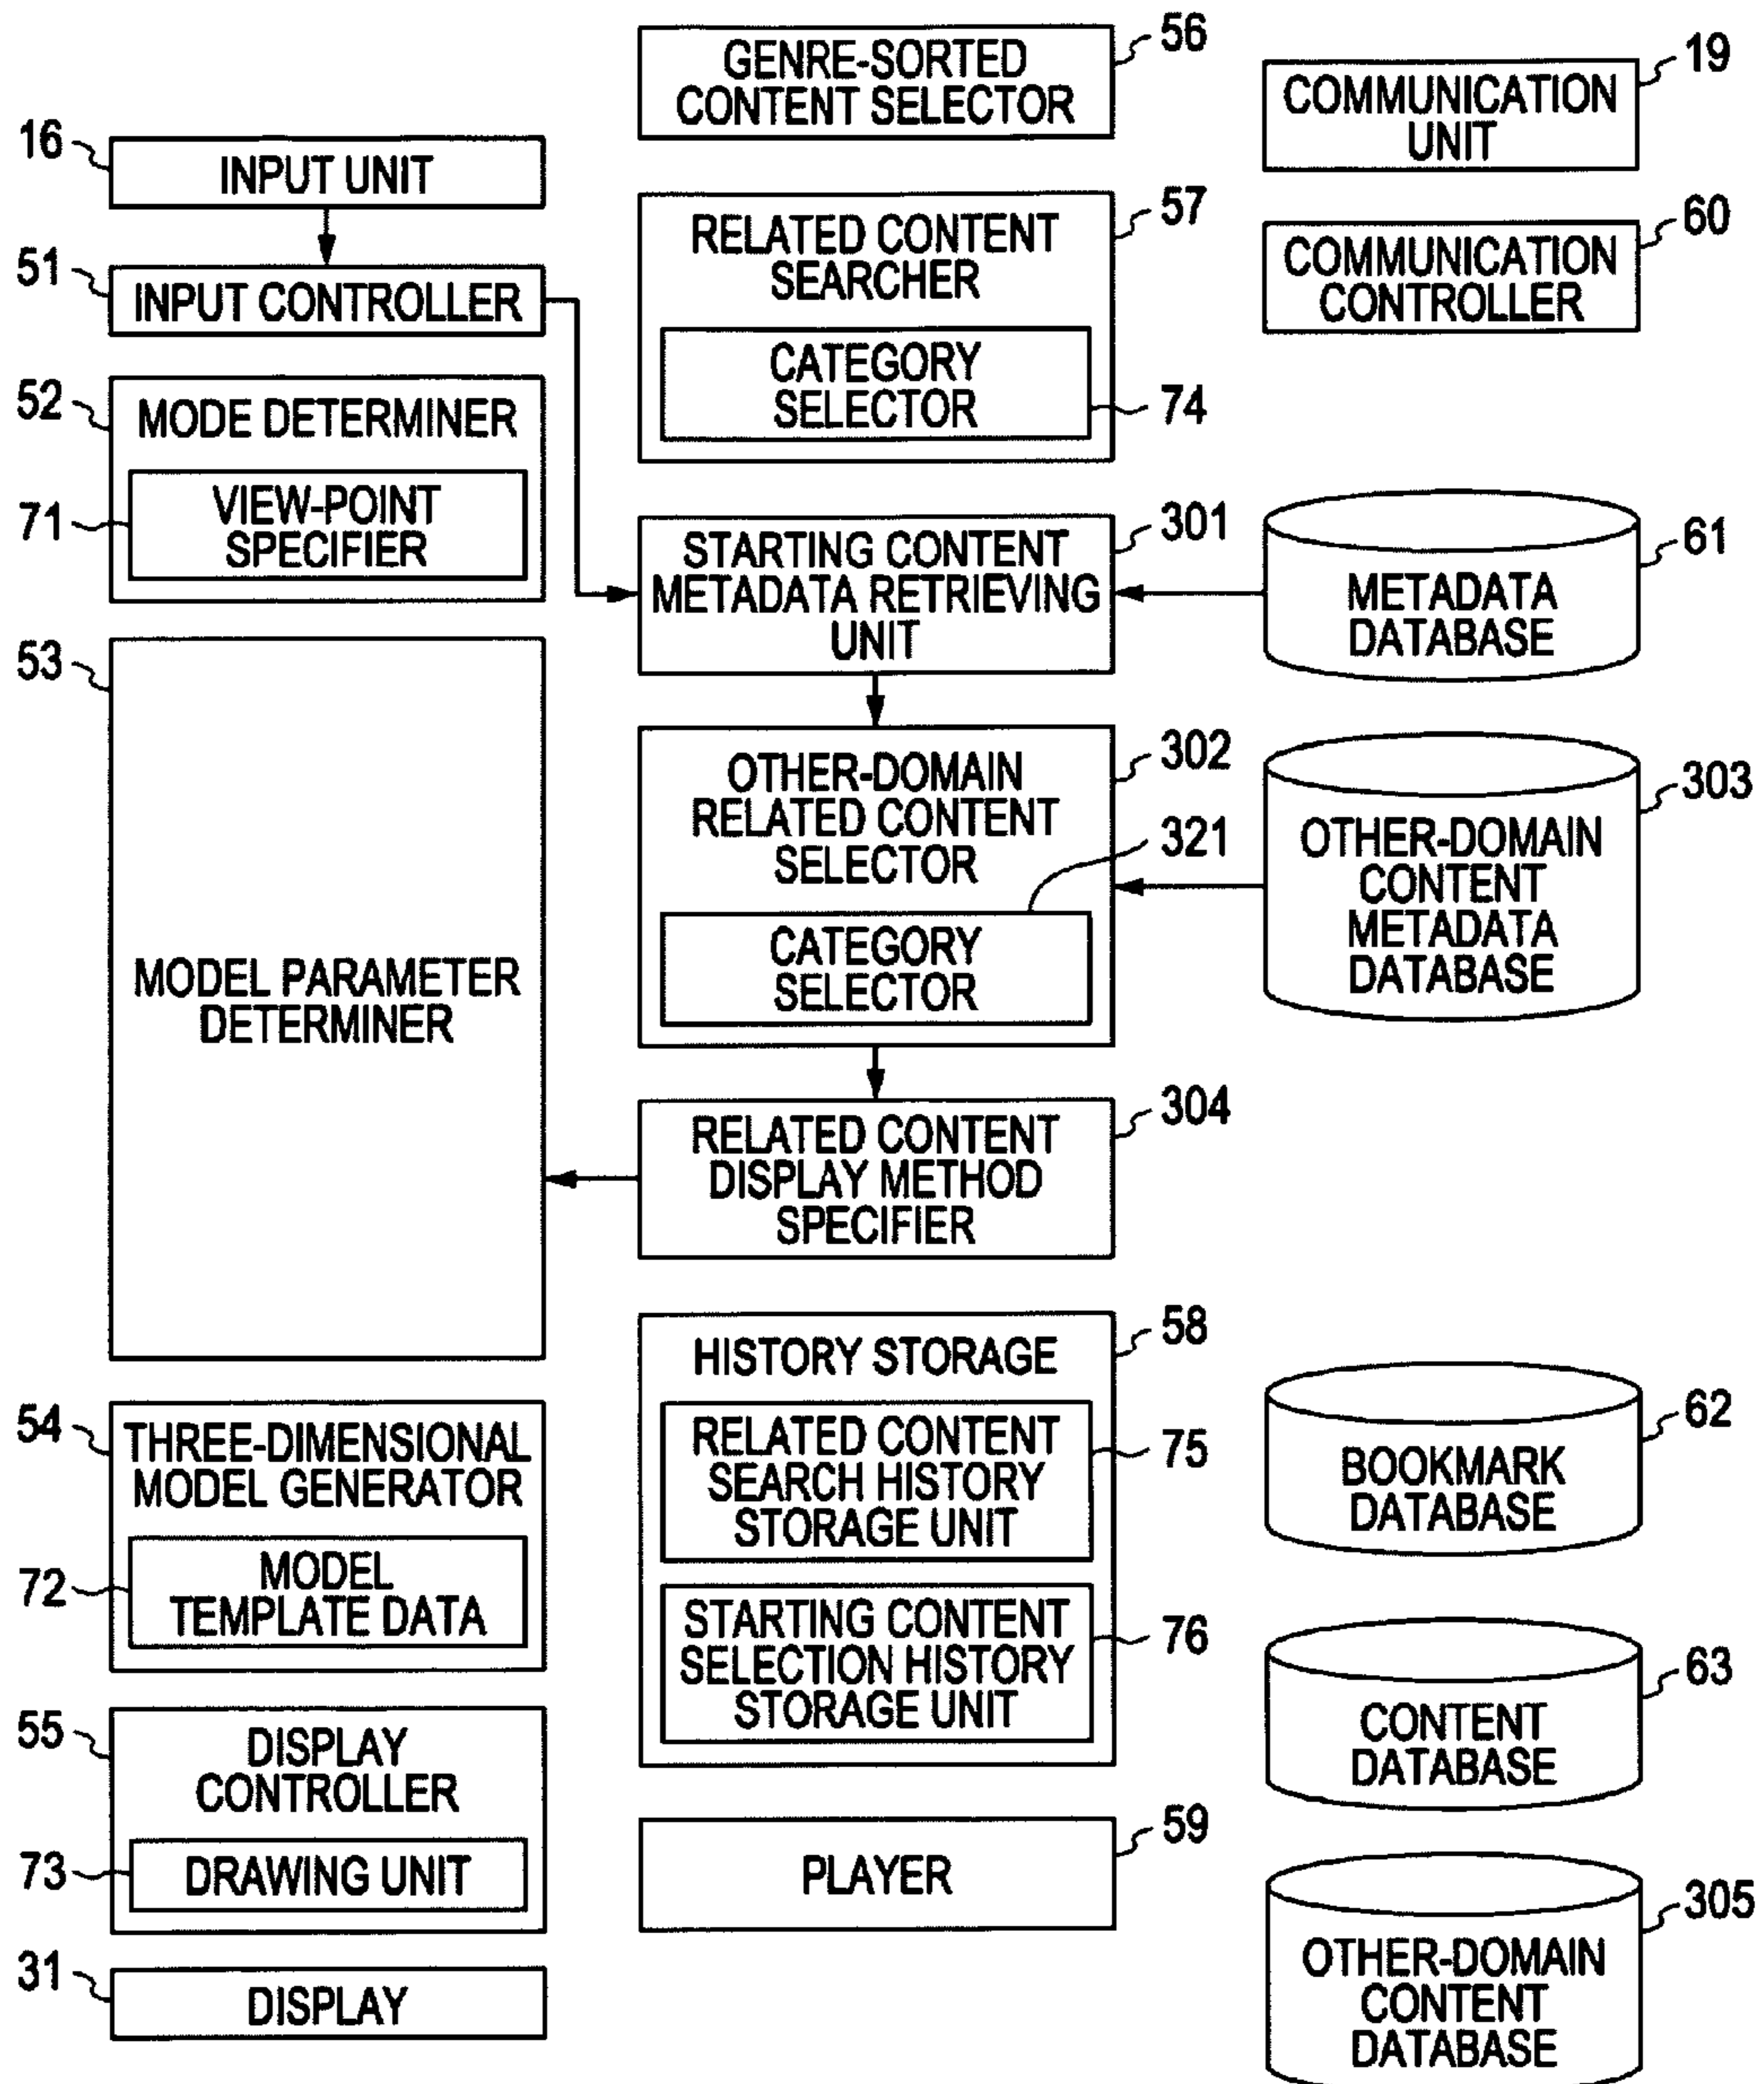 16
INPUT UNIT
51
INPUT CONTROLLER
52
MODE DETERMINER
71
VIEW-POINT
SPECIFIER
53
MODEL PARAMETER
DETERMINER
54
THREE-DIMENSIONAL
MODEL GENERATOR
72
MODEL
TEMPLATE DATA
55
DISPLAY
CONTROLLER
73
DRAWING UNIT
31
DISPLAY
GENRE-SORTED
CONTENT SELECTOR
56
RELATED CONTENT
SEARCHER
57
CATEGORY
SELECTOR
74
STARTING CONTENT
METADATA RETRIEVING
UNIT
301
OTHER-DOMAIN
RELATED CONTENT
SELECTOR
302
321
CATEGORY
SELECTOR
RELATED CONTENT
DISPLAY METHOD
SPECIFIER
304
HISTORY STORAGE
58
RELATED CONTENT
SEARCH HISTORY
STORAGE UNIT
75
STARTING CONTENT
SELECTION HISTORY
STORAGE UNIT
76
PLAYER
59
COMMUNICATION
UNIT
19
COMMUNICATION
CONTROLLER
60
METADATA
DATABASE
61
OTHER-DOMAIN
CONTENT
METADATA
DATABASE
303
BOOKMARK
DATABASE
62
CONTENT
DATABASE
63
OTHER-DOMAIN
CONTENT
DATABASE
305